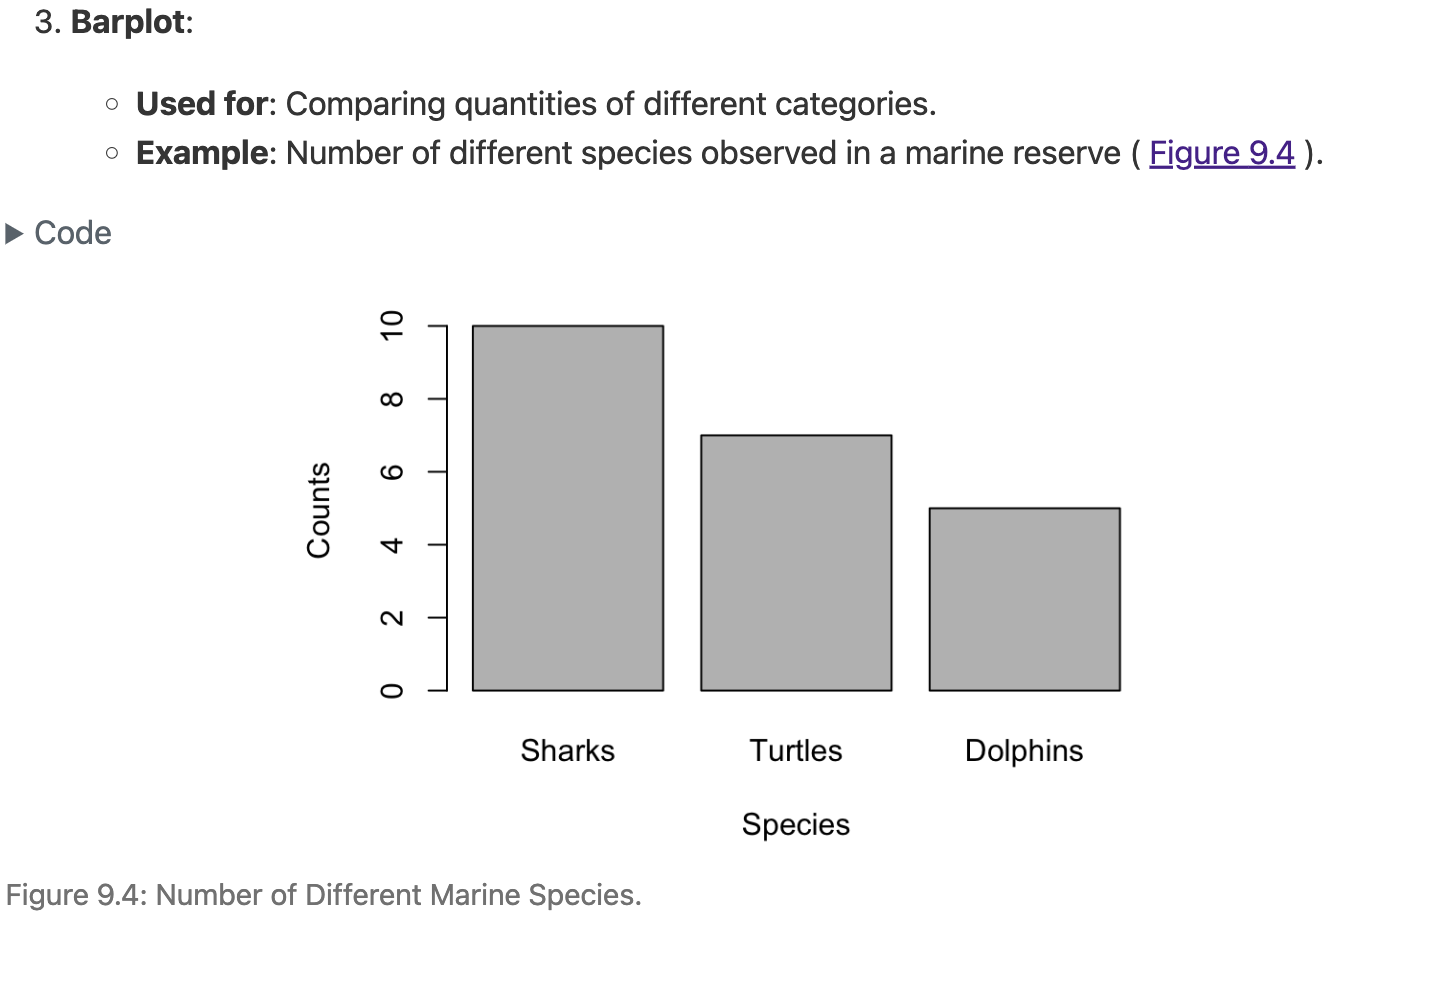 3. Barplot:
○ Used for: Comparing quantities of different categories.
○ Example: Number of different species observed in a marine reserve ( Figure 9.4 ).
▶ Code
10
8
6
4
2
0
Counts
Sharks Turtles Dolphins
Species
Figure 9.4: Number of Different Marine Species.